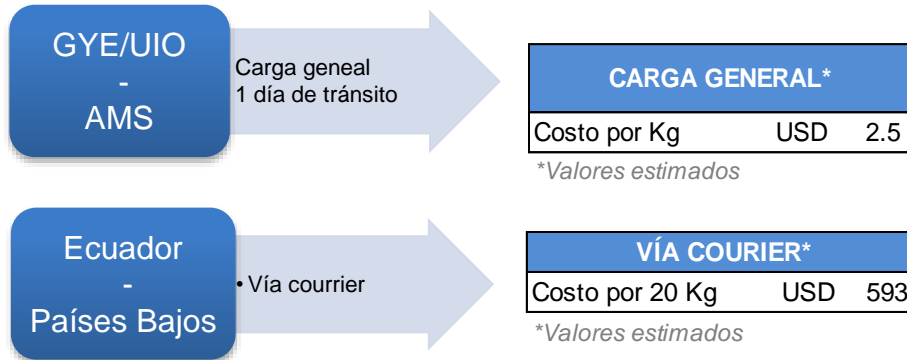 GYE/UIO
-
AMS
Carga geneal
1 día de tránsito
CARGA GENERAL*
Costo por Kg USD 2.5
*Valores estimados
Ecuador
-
Países Bajos
• Vía courrier
VÍA COURIER*
Costo por 20 Kg USD 593
*Valores estimados